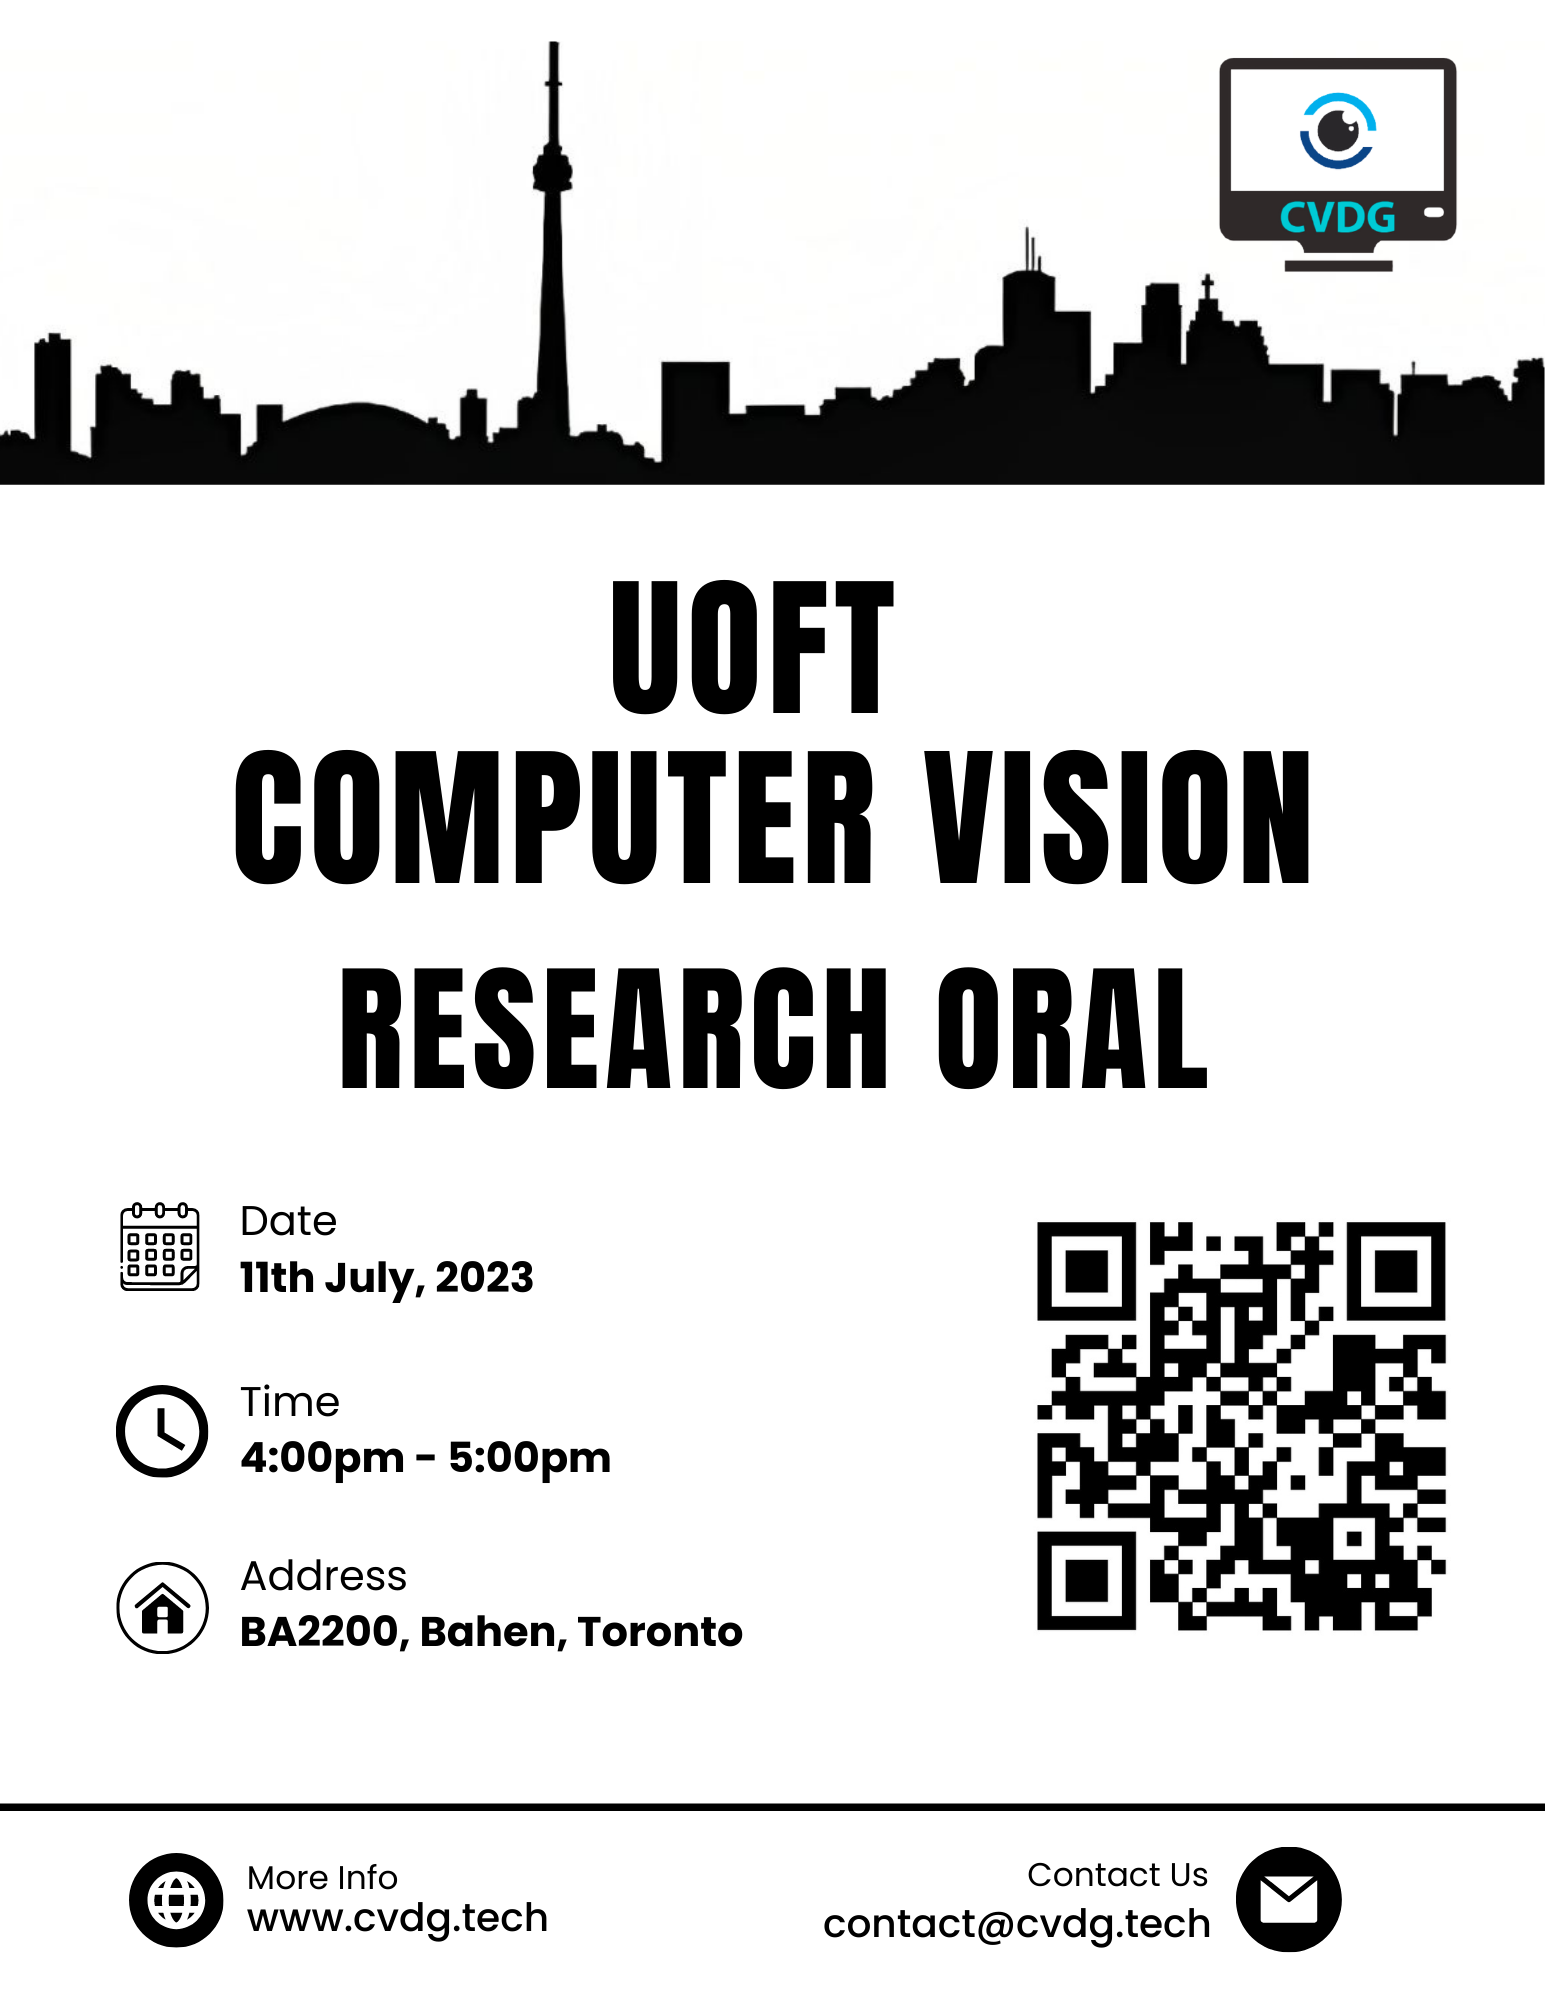 CVDG
UOFT
COMPUTER VISION
RESEARCH ORAL
Date
11th July, 2023
Time
4:00pm - 5:00pm
Address
BA2200, Bahen, Toronto
More Info
www.cvdg.tech
Contact Us
contact@cvdg.tech